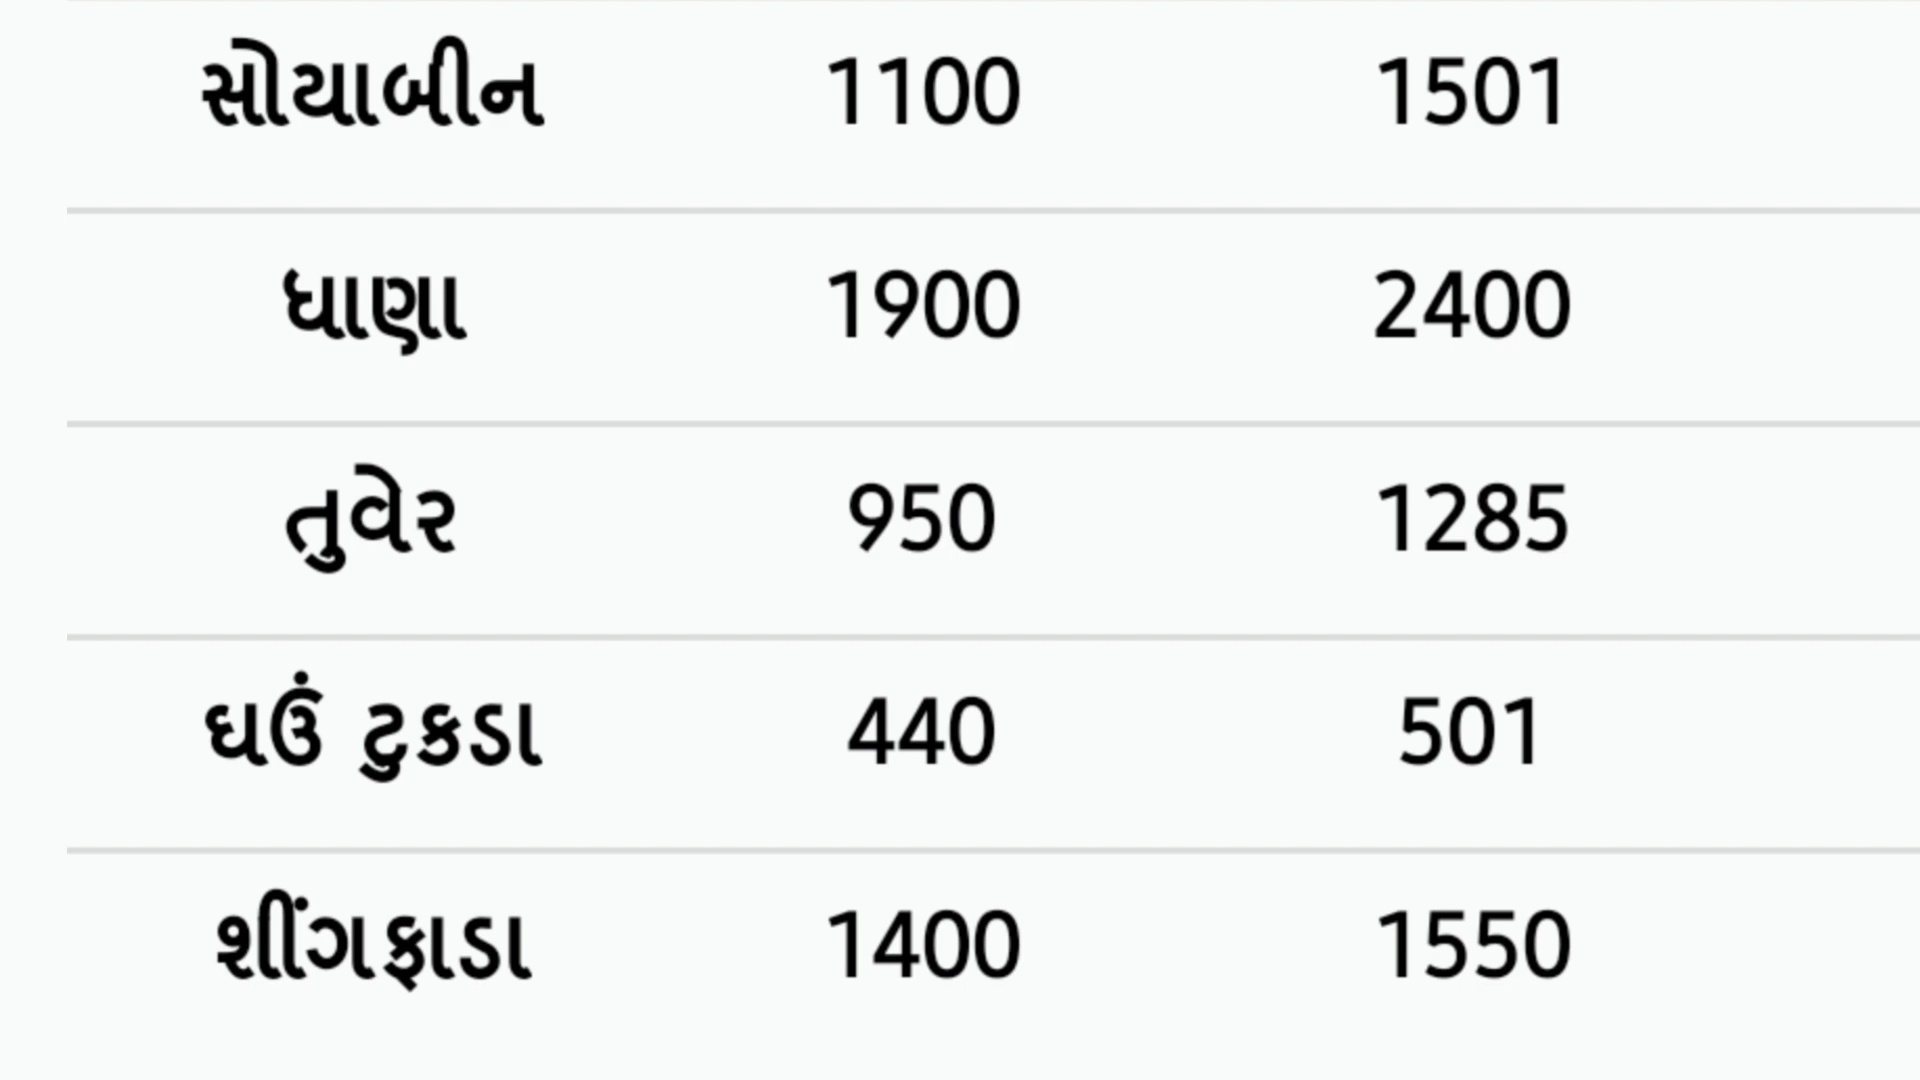 સોયાબીન 1100 1501
ધાણા 1900 2400
તુવેર 950 1285
ઘઉં ટુકડા 440 501
શીંગફાડા 1400 1550